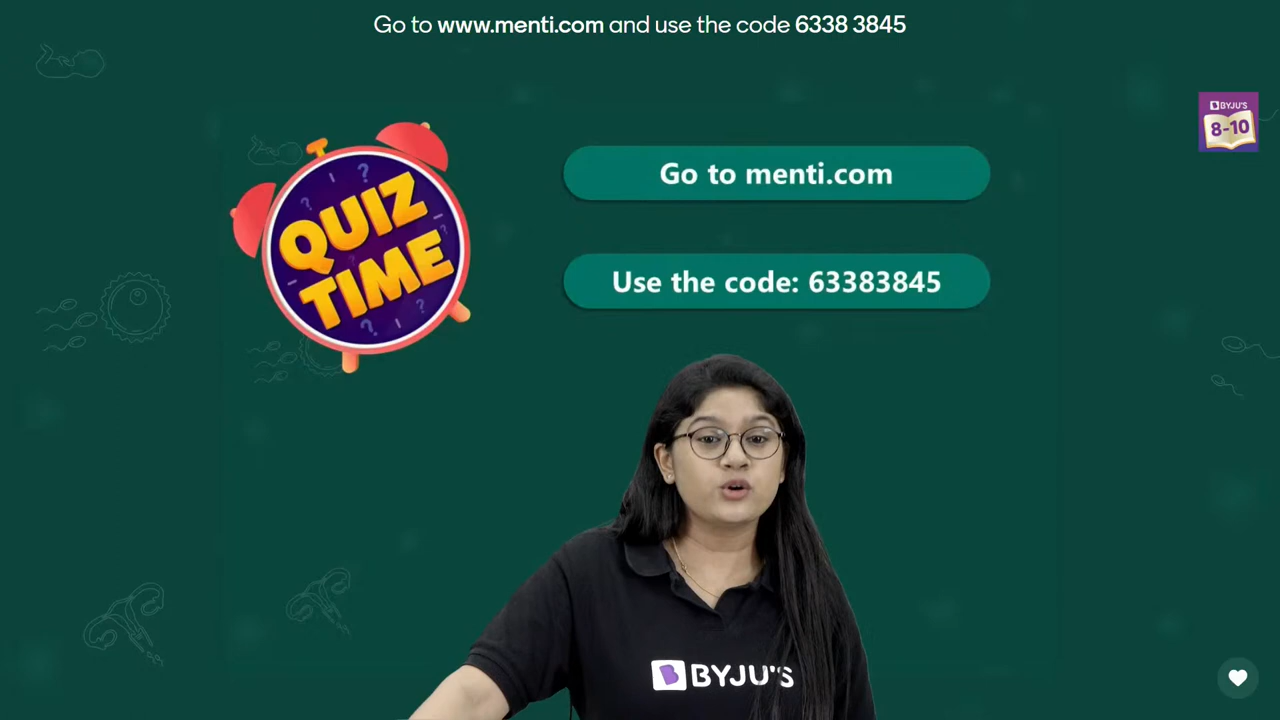 Go to www.menti.com and use the code 6338 3845
BYJU'S
8-10
QUIZ
TIME
Go to menti.com
Use the code: 63383845
BYJU'S